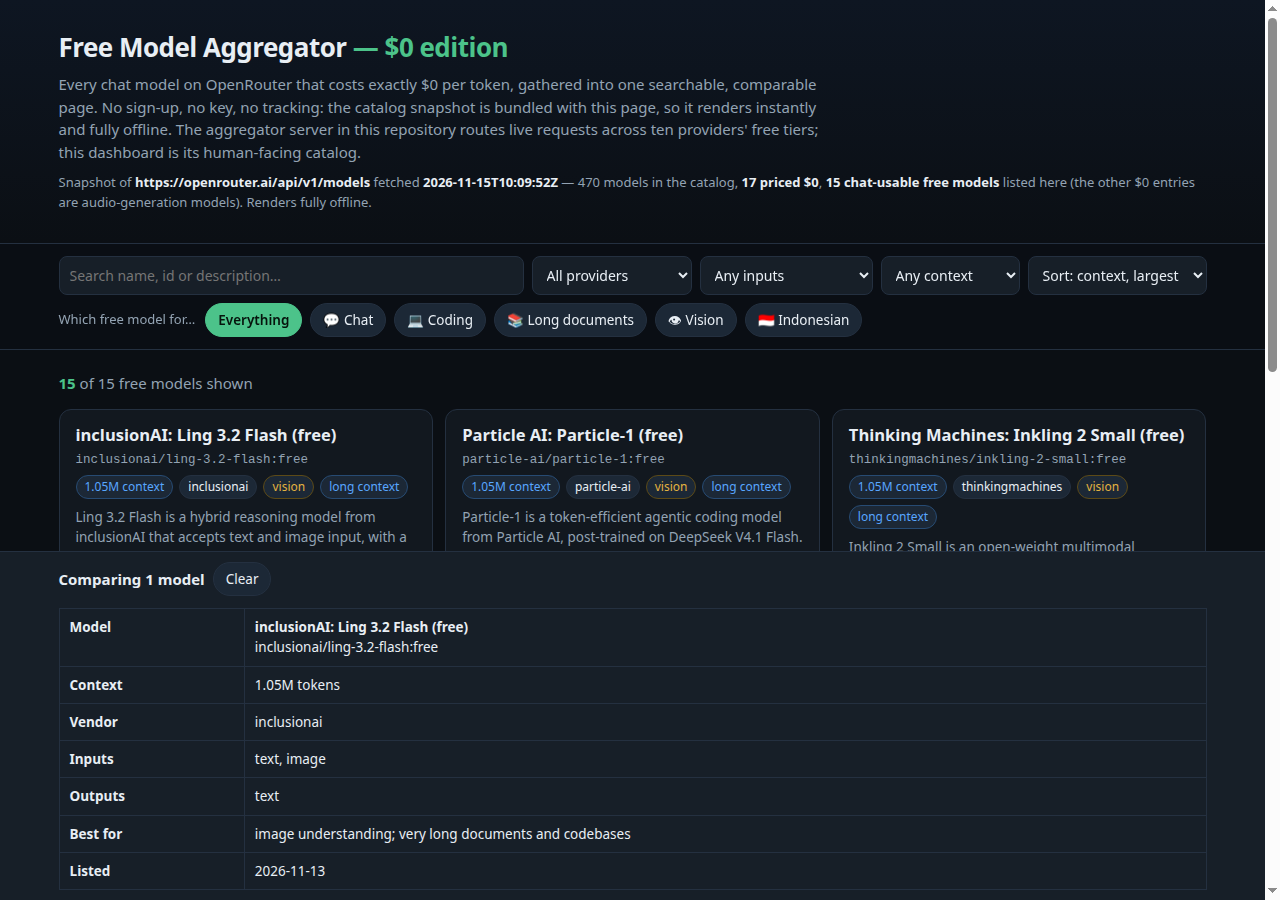 Free Model Aggregator — $0 edition
Every chat model on OpenRouter that costs exactly $0 per token, gathered into one searchable, comparable
page. No sign-up, no key, no tracking: the catalog snapshot is bundled with this page, so it renders instantly
and fully offline. The aggregator server in this repository routes live requests across ten providers' free tiers;
this dashboard is its human-facing catalog.
Snapshot of https://openrouter.ai/api/v1/models fetched 2026-11-15T10:09:52Z — 470 models in the catalog, 17 priced $0, 15 chat-usable free models listed here (the other $0 entries
are audio-generation models). Renders fully offline.
Search name, id or description...
All providers
Any inputs
Any context
Sort: context, largest
Which free model for...
Everything
💬 Chat
💻 Coding
📚 Long documents
👁 Vision
🇮🇩 Indonesian
15 of 15 free models shown
inclusionAI: Ling 3.2 Flash (free)
inclusionai/ling-3.2-flash:free
1.05M context
inclusionai
vision
long context
Ling 3.2 Flash is a hybrid reasoning model from
inclusionAI that accepts text and image input, with a
Particle AI: Particle-1 (free)
particle-ai/particle-1:free
1.05M context
particle-ai
vision
long context
Particle-1 is a token-efficient agentic coding model
from Particle AI, post-trained on DeepSeek V4.1 Flash.
Thinking Machines: Inkling 2 Small (free)
thinkingmachines/inkling-2-small:free
1.05M context
thinkingmachines
vision
long context
Inkling 2 Small is an open-weight multimodal
Comparing 1 model
Clear
Model
inclusionAI: Ling 3.2 Flash (free)
inclusionai/ling-3.2-flash:free
Context
1.05M tokens
Vendor
inclusionai
Inputs
text, image
Outputs
text
Best for
image understanding; very long documents and codebases
Listed
2026-11-13